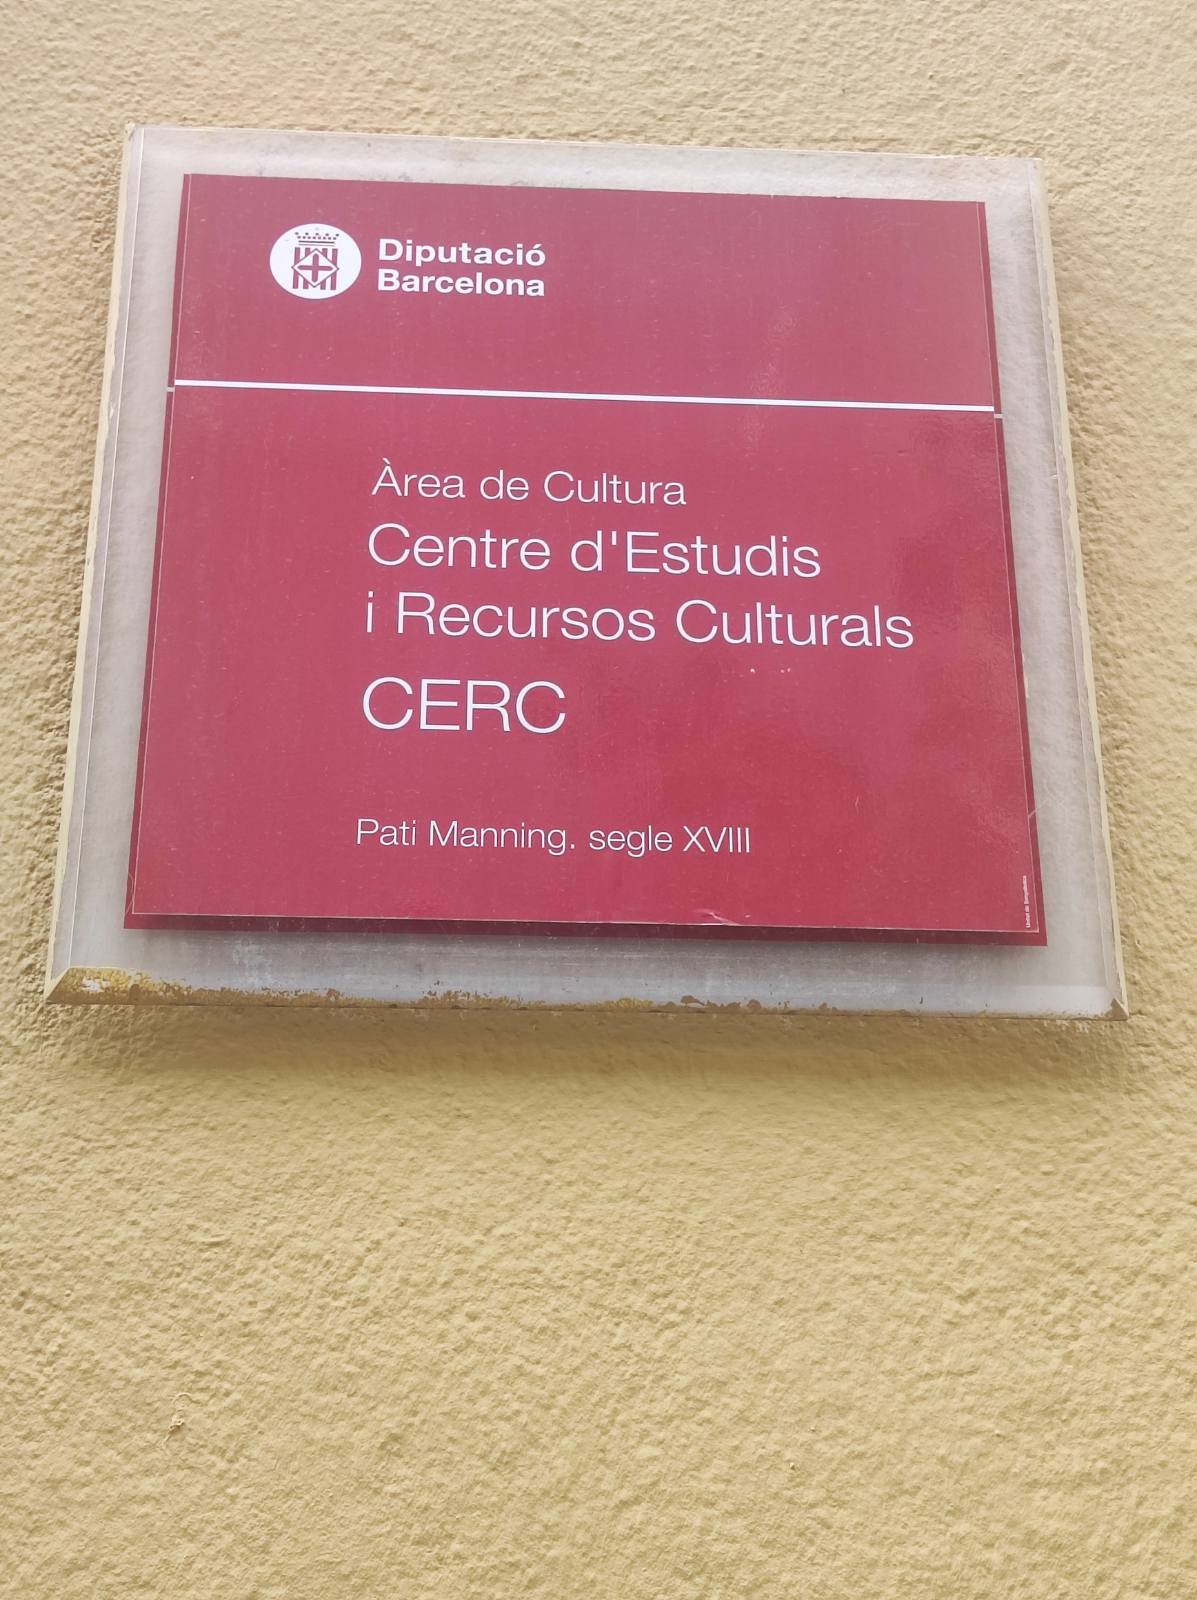 Diputació
Barcelona
Àrea de Cultura
Centre d'Estudis
i Recursos Culturals
CERC
Pati Manning. segle XVIII